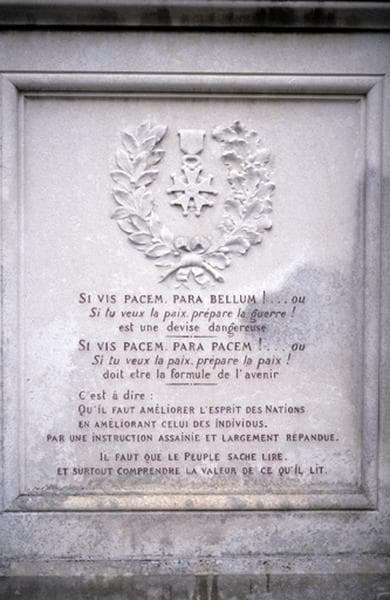 SI VIS PACEM. PARA BELLUM !... ou
Si tu veux la paix. prépare la guerre !
est une devise dangereuse
SI VIS PACEM. PARA PACEM !... ou
Si tu veux la paix. prépare la paix !
doit etre la formule de l'avenir
C'est à dire :
QU'IL FAUT AMÉLIORER L'ESPRIT DES NATIONS
EN AMÉLIORANT CELUI DES INDIVIDUS.
PAR UNE INSTRUCTION ASSAINIE ET LARGEMENT REPANDUE.
IL FAUT QUE LE PEUPLE SACHE LIRE.
ET SURTOUT COMPRENDRE LA VALEUR DE CE QU'IL LIT.